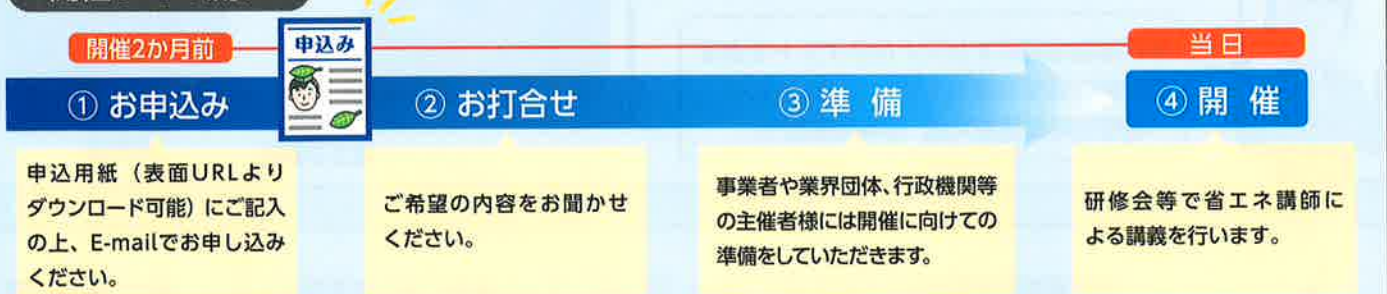 開催2か月前
申込み
当日
① お申込み
② お打合せ
③ 準 備
④ 開 催
申込用紙（表面URLより
ダウンロード可能）にご記入
の上、E-mailでお申し込み
ください。
ご希望の内容をお聞かせ
ください。
事業者や業界団体、行政機関等
の主催者様には開催に向けての
準備をしていただきます。
研修会等で省エネ講師に
よる講義を行います。